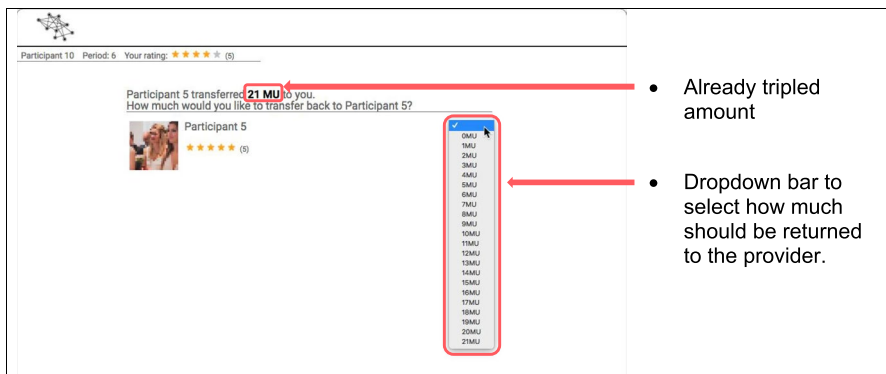 Participant 10 Period: 6 Your rating: ★★★★★ (5)
Participant 5 transferred 21 MU to you.
How much would you like to transfer back to Participant 5?
Participant 5
★★★★★ (5)
✓
0MU
1MU
2MU
3MU
4MU
5MU
6MU
7MU
8MU
9MU
10MU
11MU
12MU
13MU
14MU
15MU
16MU
17MU
18MU
19MU
20MU
21MU
• Already tripled
amount
• Dropdown bar to
select how much
should be returned
to the provider.